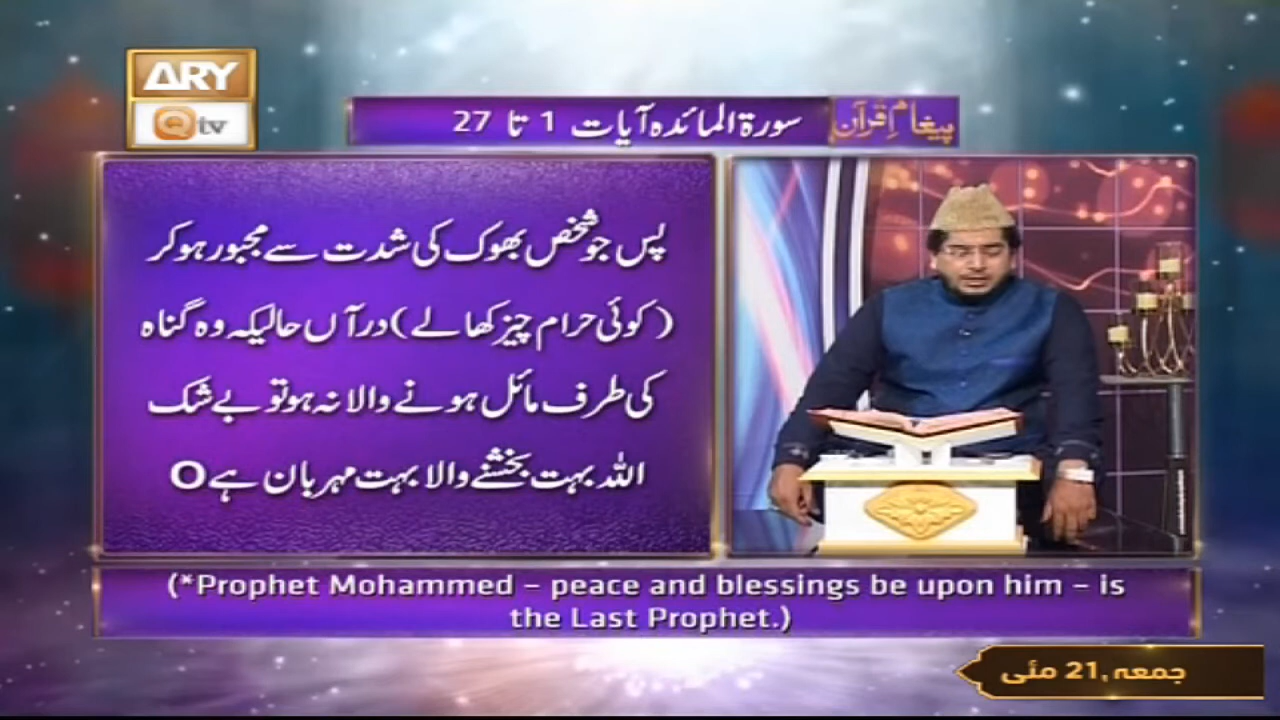 ARY
Qtv
پیغامِ قرآن
سورۃ المائدہ آیات 1 تا 27
پس جو شخص بھوک کی شدت سے مجبور ہو کر
(کوئی حرام چیز کھا لے) درآں حالیکہ وہ گناہ
کی طرف مائل ہونے والا نہ ہو تو بے شک
اللہ بہت بخشنے والا بہت مہربان ہے O
(*Prophet Mohammed – peace and blessings be upon him – is
the Last Prophet.)
جمعہ, 21 مئی